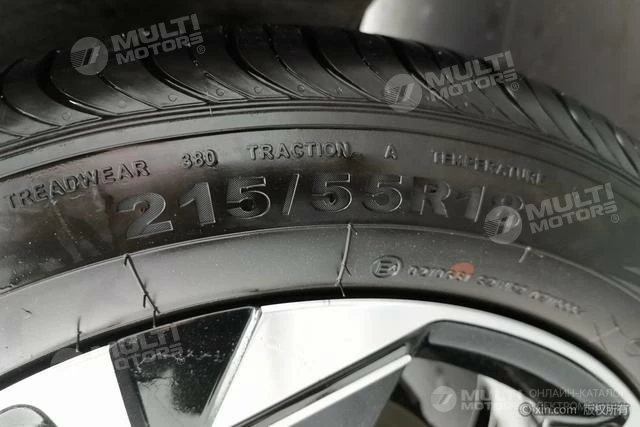 MULTI MOTORS
MULTI MOTORS
TREADWEAR 380 TRACTION A TEMPERATURE
215/55R18
MULTI MOTORS
MULTI MOTORS
MULTI MOTORS
ОНЛАЙН-КАТАЛОГ
©xin.com 版权所有